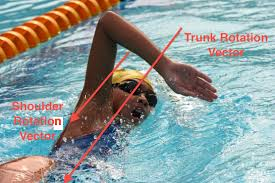 Trunk Rotation
Vector
Shoulder
Rotation
Vector